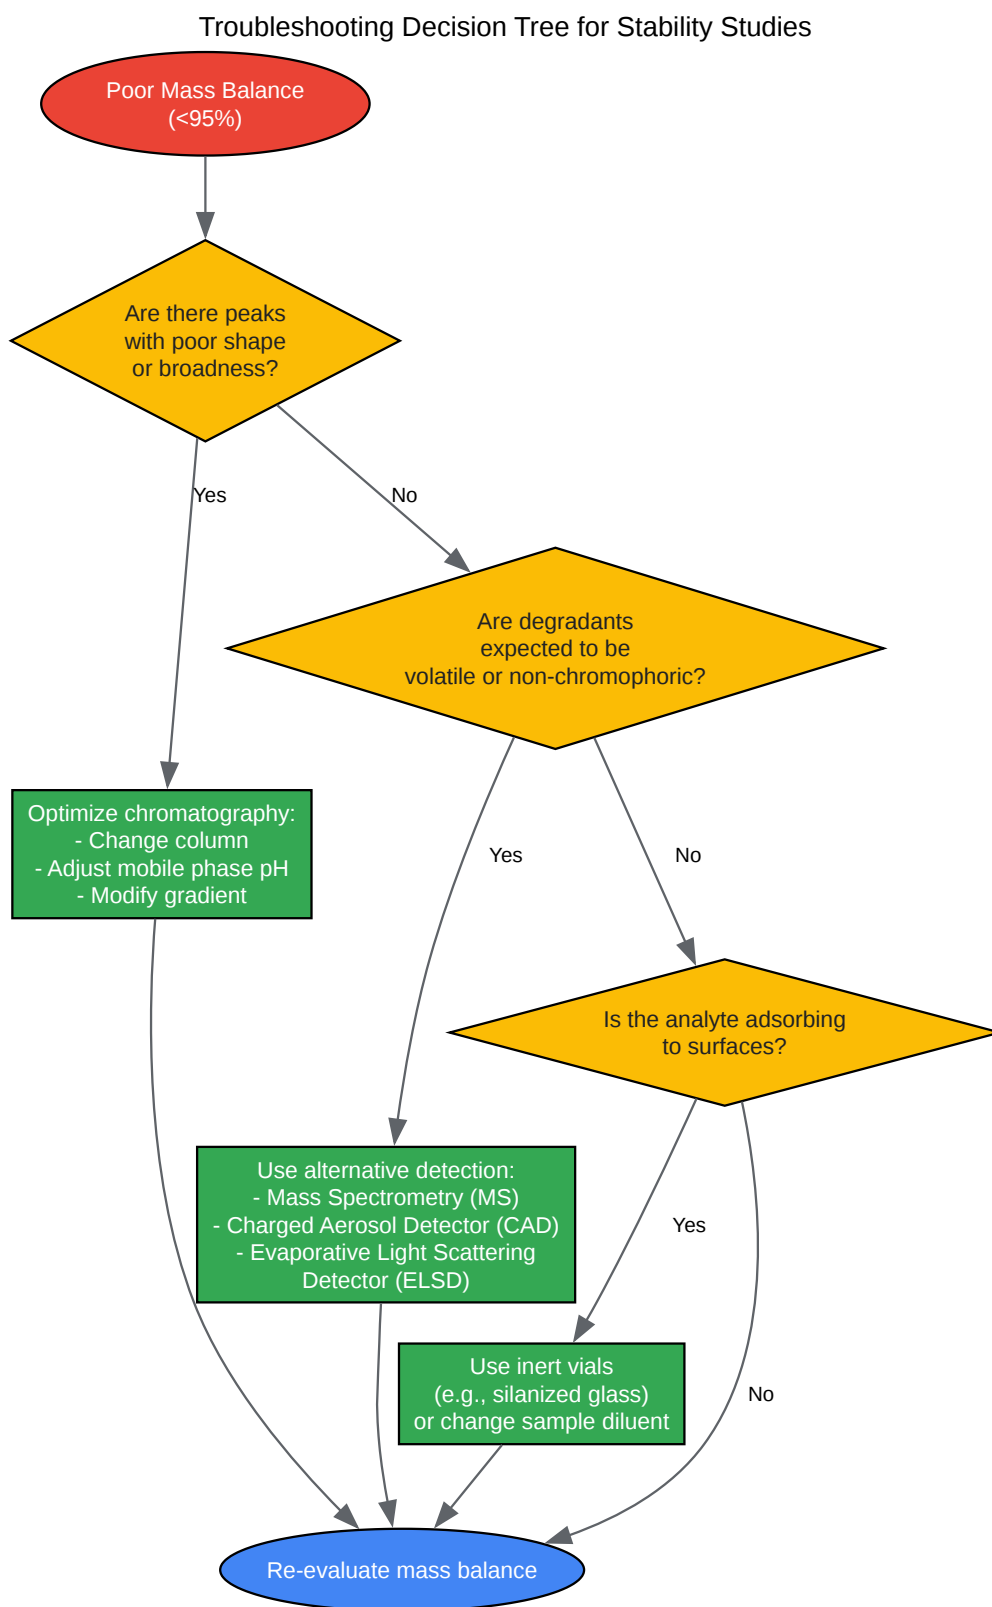 Troubleshooting Decision Tree for Stability Studies
Poor Mass Balance
(<95%)
Are there peaks
with poor shape
or broadness?
Yes
No
Are degradants
expected to be
volatile or non-chromophoric?
Optimize chromatography:
- Change column
- Adjust mobile phase pH
- Modify gradient
Yes
No
Is the analyte adsorbing
to surfaces?
Use alternative detection:
- Mass Spectrometry (MS)
- Charged Aerosol Detector (CAD)
- Evaporative Light Scattering
Detector (ELSD)
Yes
Use inert vials
(e.g., silanized glass)
or change sample diluent
No
Re-evaluate mass balance